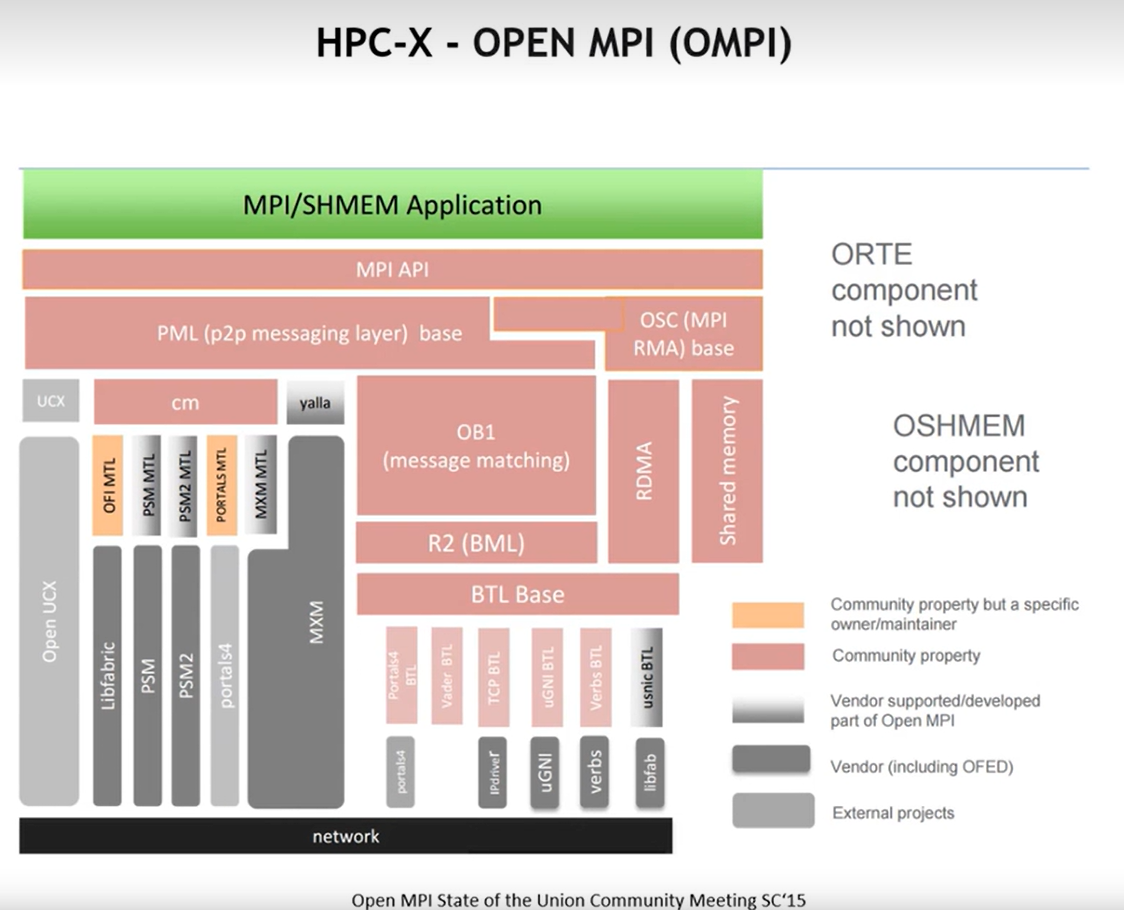 HPC-X - OPEN MPI (OMPI)
MPI/SHMEM Application
MPI API
PML (p2p messaging layer) base
OSC (MPI
RMA) base
ORTE
component
not shown
UCX
cm
yalla
OB1
(message matching)
RDMA
Shared memory
OSHMEM
component
not shown
OFI MTL
PSM MTL
PSM2 MTL
PORTALS MTL
MXM MTL
R2 (BML)
BTL Base
Open UCX
Libfabric
PSM
PSM2
portals4
MXM
Portals4
BTL
Vader BTL
TCP BTL
uGNI BTL
Verbs BTL
usnic BTL
portals4
IPdriver
uGNI
verbs
libfab
network
Community property but a specific
owner/maintainer
Community property
Vendor supported/developed
part of Open MPI
Vendor (including OFED)
External projects
Open MPI State of the Union Community Meeting SC‘15